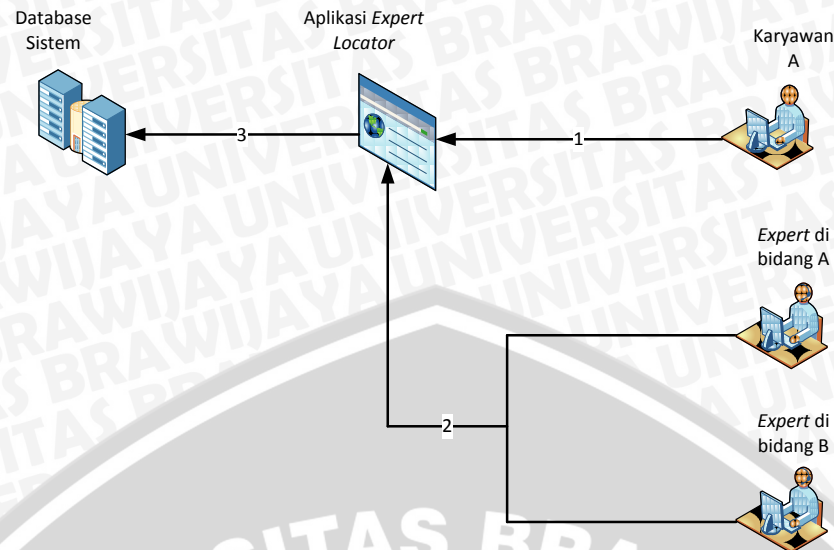 Database
Sistem
Aplikasi Expert
Locator
Karyawan
A
3
1
Expert di
bidang A
2
Expert di
bidang B